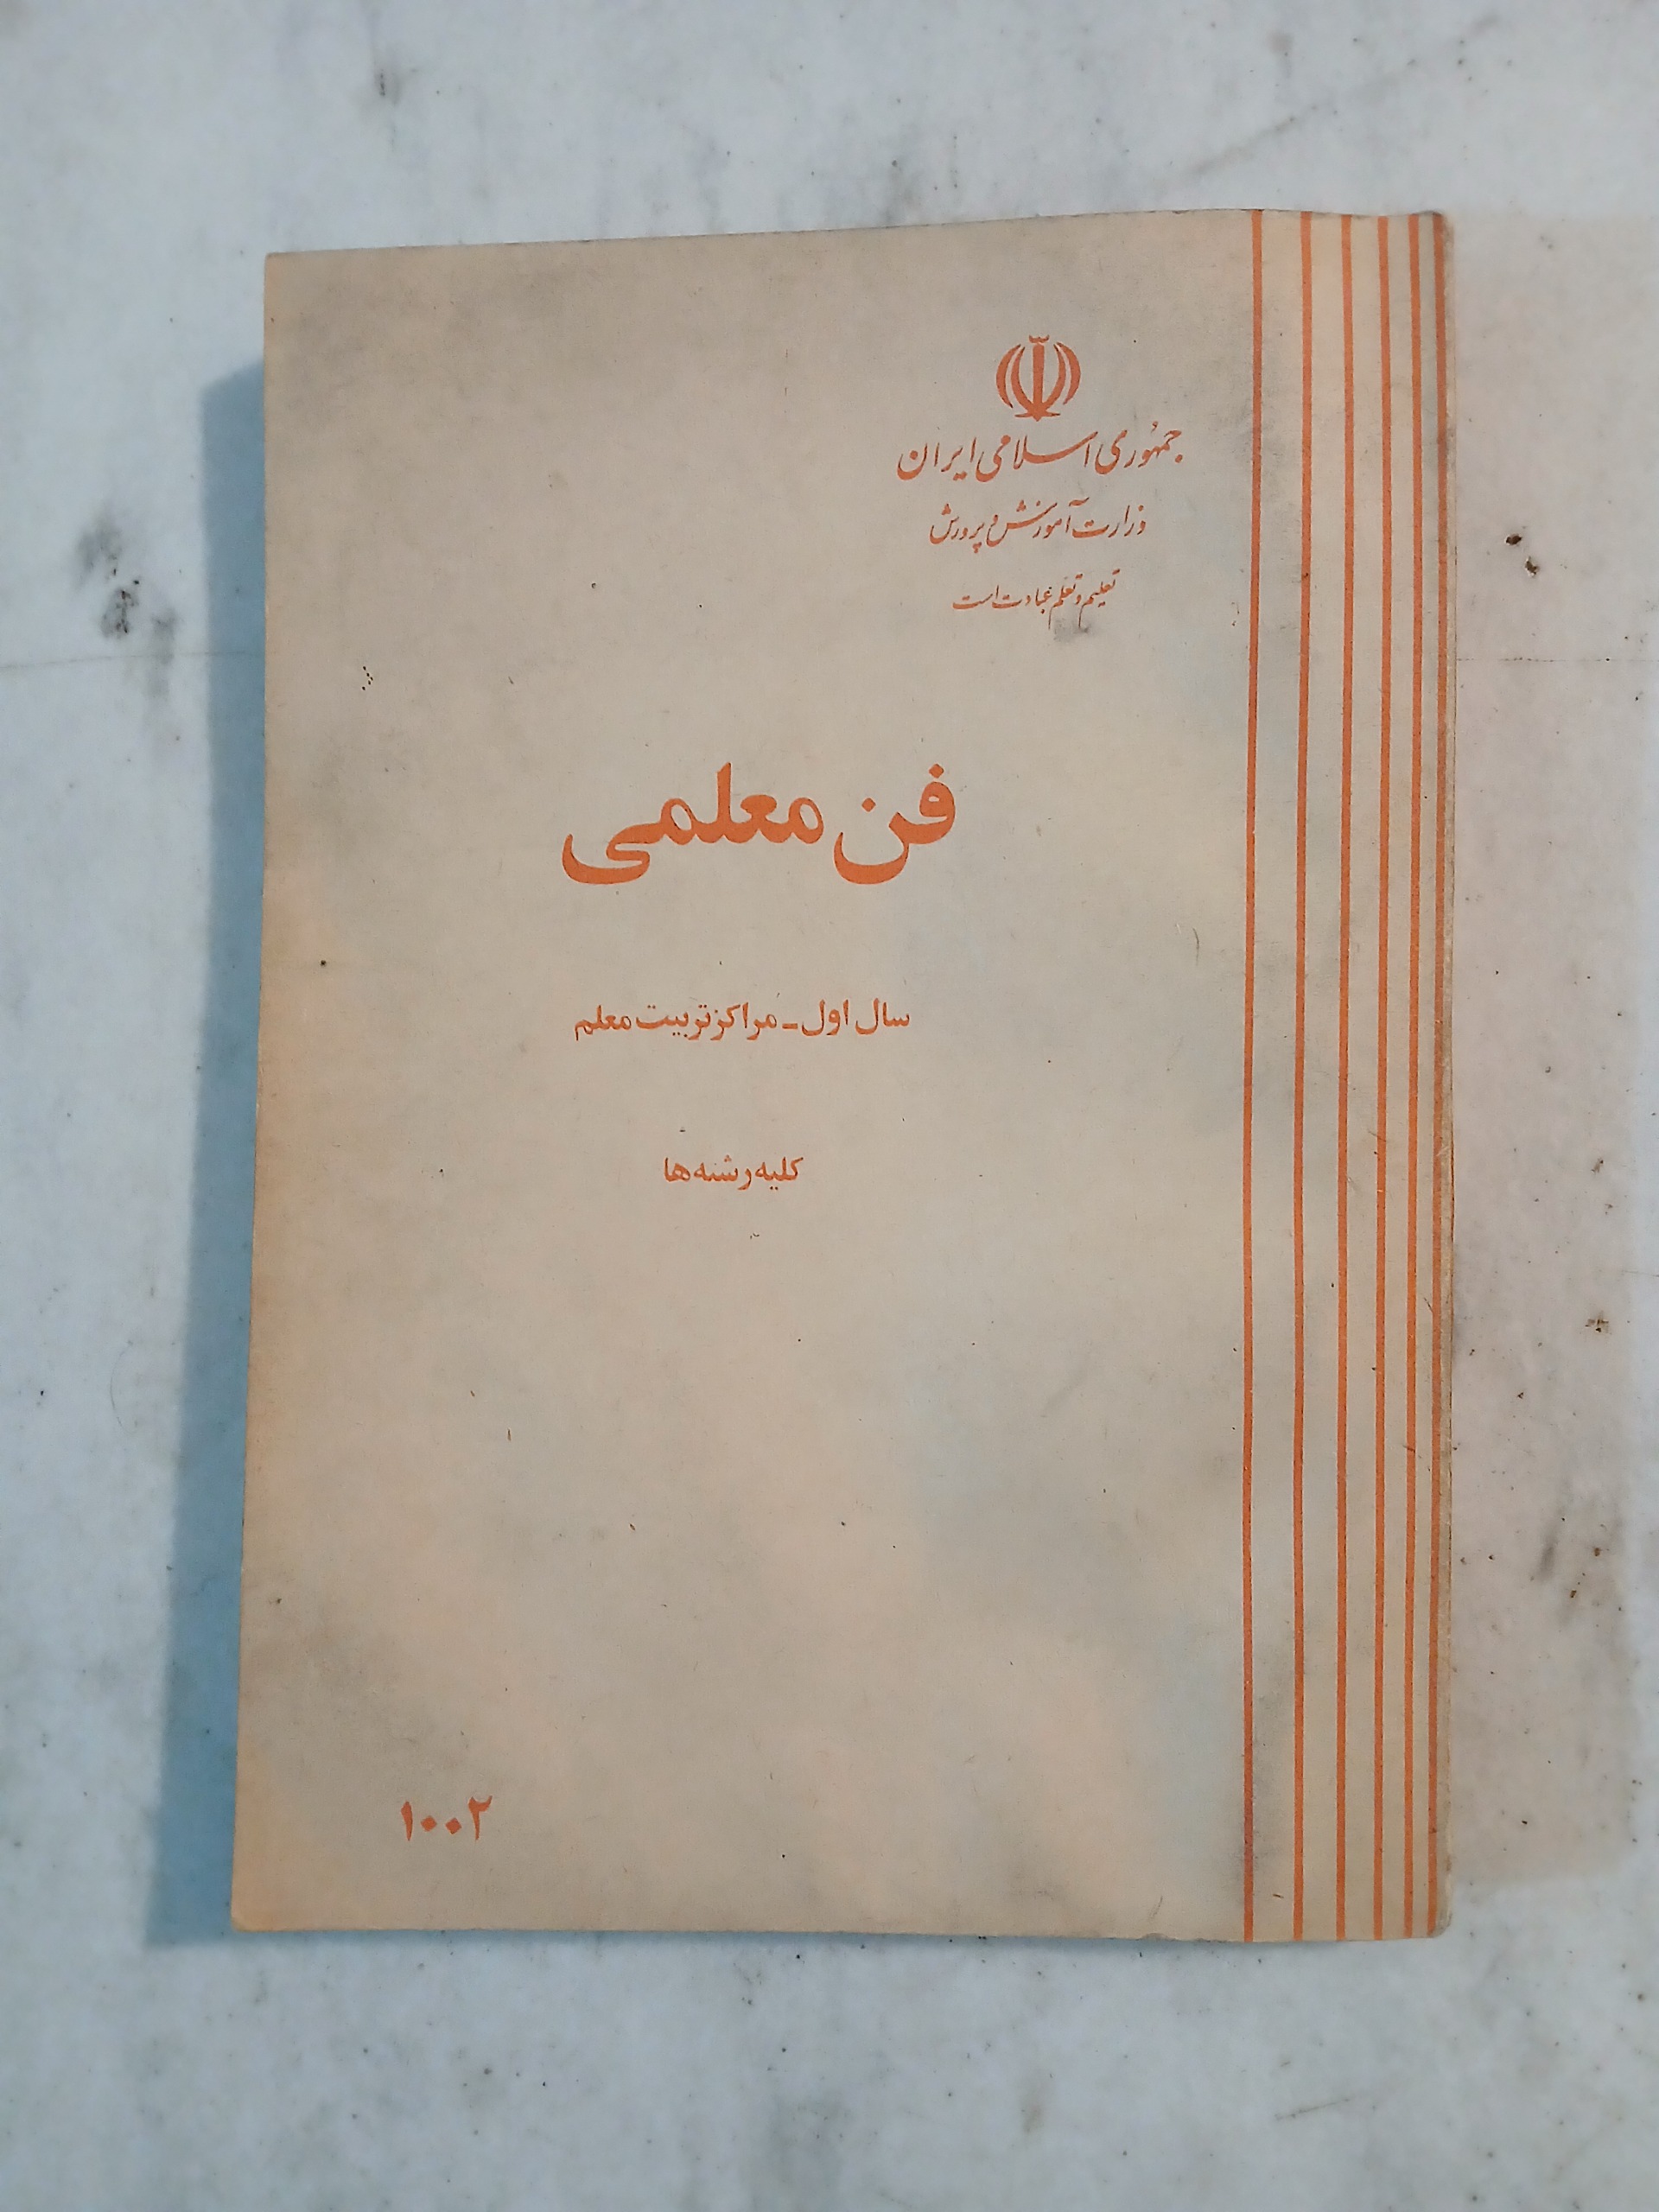 جمهوری اسلامی ایران
وزارت آموزش و پرورش
تعلیم و تعلم عبادت است
فن معلمی
سال اول - مراکز تربیت معلم
کلیه رشته ها
۱۰۰۲